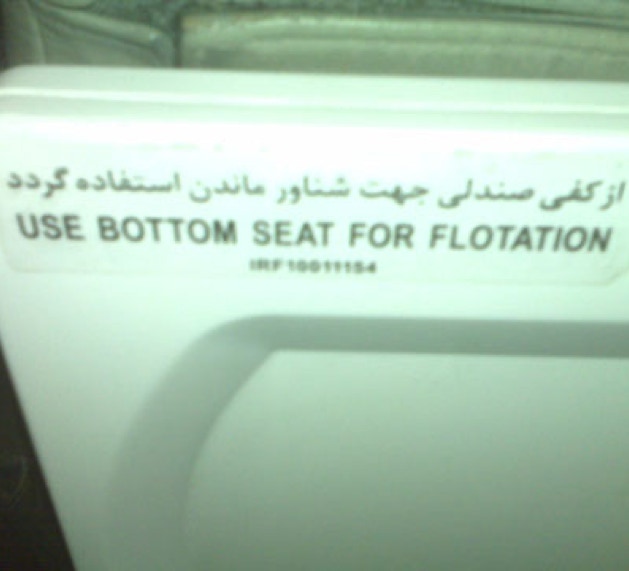 ازکفی صندلی جهت شناور ماندن استفاده گردد
USE BOTTOM SEAT FOR FLOTATION
IRF10011154